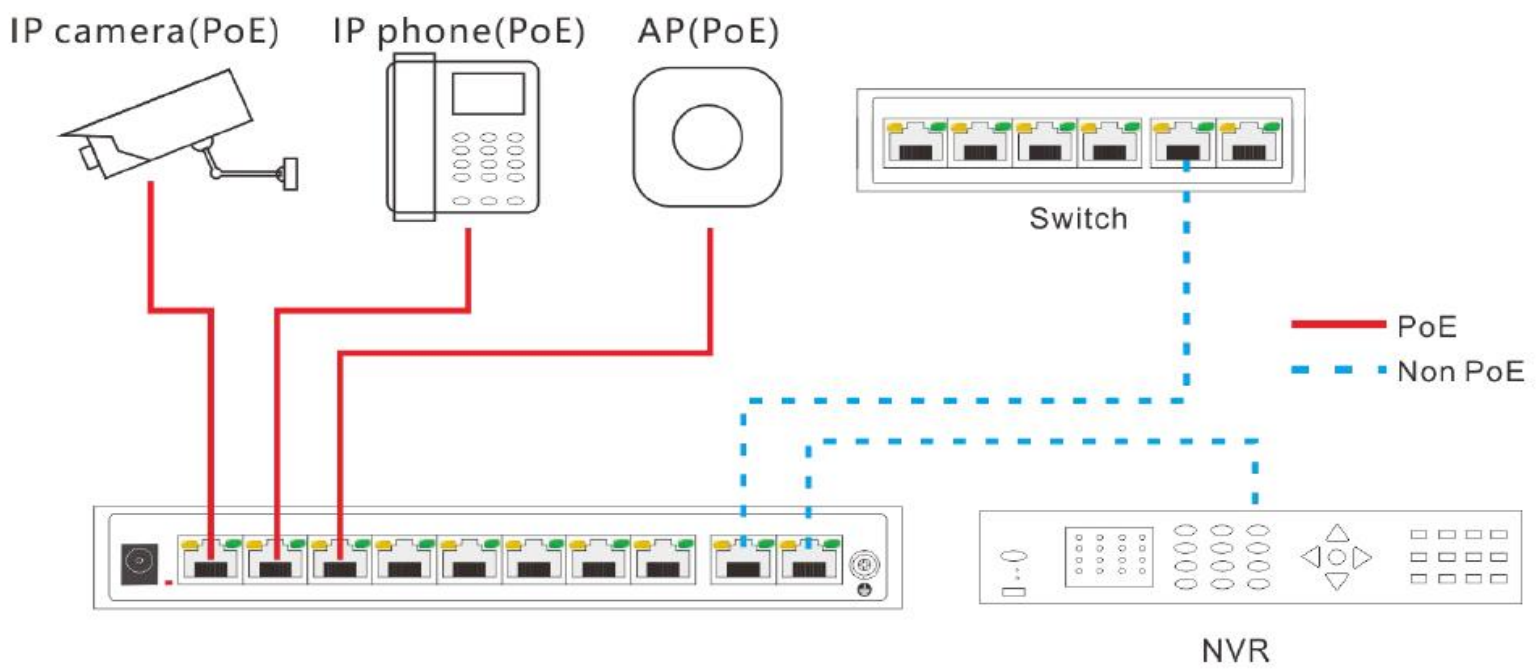 IP camera(PoE)
IP phone(PoE)
AP(PoE)
Switch
PoE
Non PoE
NVR